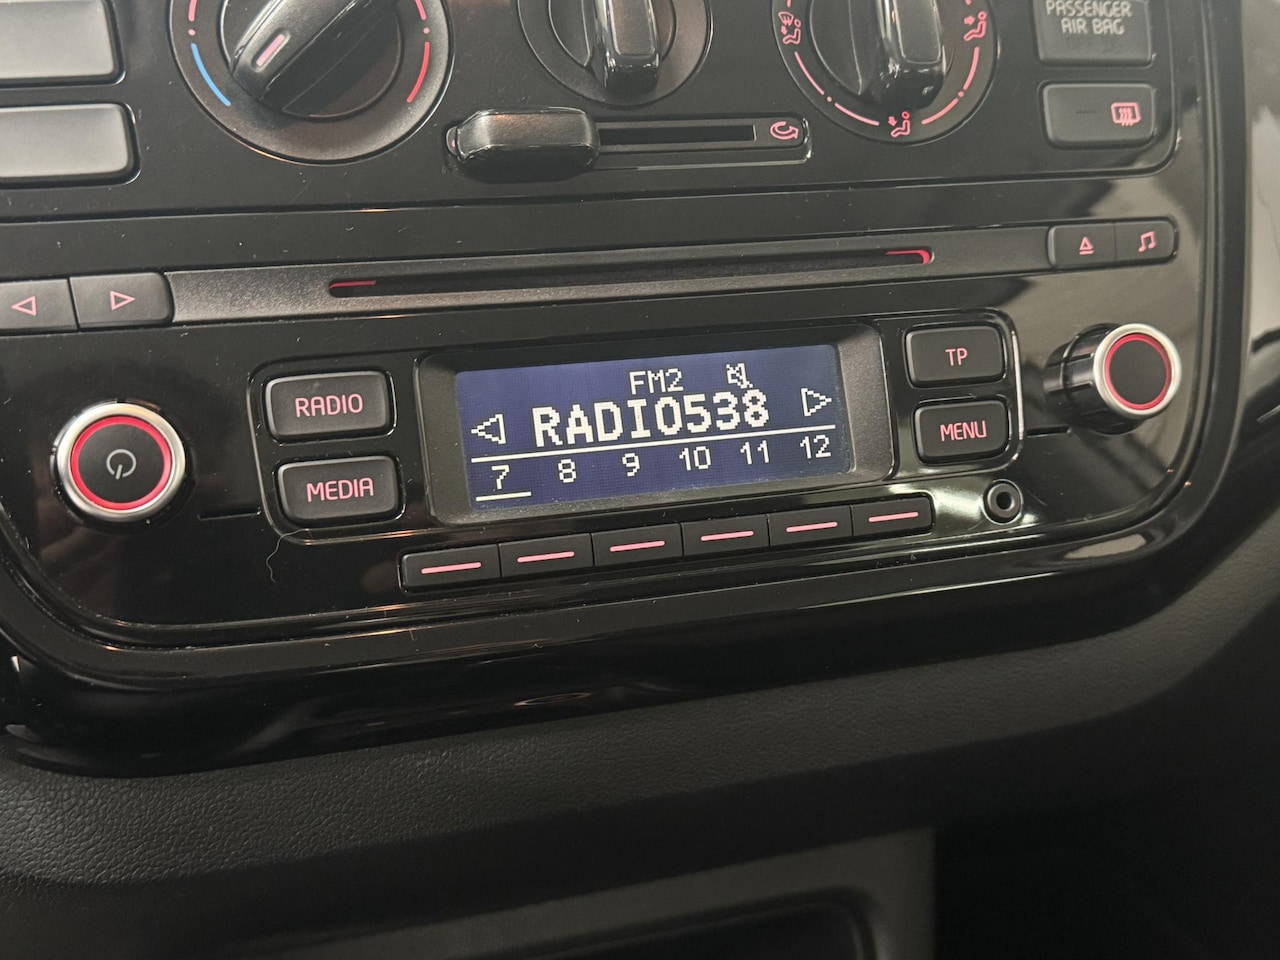 PASSENGER
AIR BAG
RADIO
MEDIA
FM2
RADIO538
7 8 9 10 11 12
TP
MENU